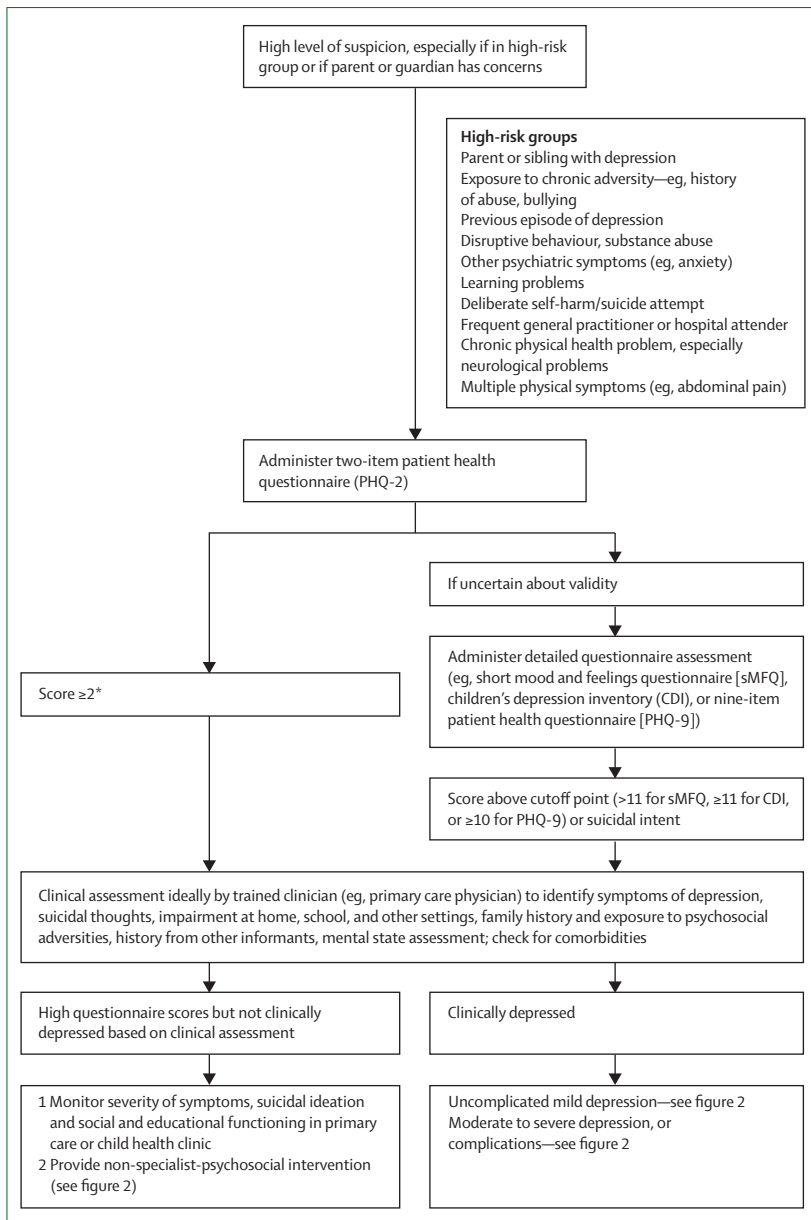 High level of suspicion, especially if in high-risk
group or if parent or guardian has concerns
High-risk groups
Parent or sibling with depression
Exposure to chronic adversity—eg, history
of abuse, bullying
Previous episode of depression
Disruptive behaviour, substance abuse
Other psychiatric symptoms (eg, anxiety)
Learning problems
Deliberate self-harm/suicide attempt
Frequent general practitioner or hospital attender
Chronic physical health problem, especially
neurological problems
Multiple physical symptoms (eg, abdominal pain)
Administer two-item patient health
questionnaire (PHQ-2)
If uncertain about validity
Score ≥2*
Administer detailed questionnaire assessment
(eg, short mood and feelings questionnaire [sMFQ],
children’s depression inventory (CDI), or nine-item
patient health questionnaire [PHQ-9])
Score above cutoff point (>11 for sMFQ, ≥11 for CDI,
or ≥10 for PHQ-9) or suicidal intent
Clinical assessment ideally by trained clinician (eg, primary care physician) to identify symptoms of depression,
suicidal thoughts, impairment at home, school, and other settings, family history and exposure to psychosocial
adversities, history from other informants, mental state assessment; check for comorbidities
High questionnaire scores but not clinically
depressed based on clinical assessment
Clinically depressed
1 Monitor severity of symptoms, suicidal ideation
and social and educational functioning in primary
care or child health clinic
2 Provide non-specialist-psychosocial intervention
(see figure 2)
Uncomplicated mild depression—see figure 2
Moderate to severe depression, or
complications—see figure 2